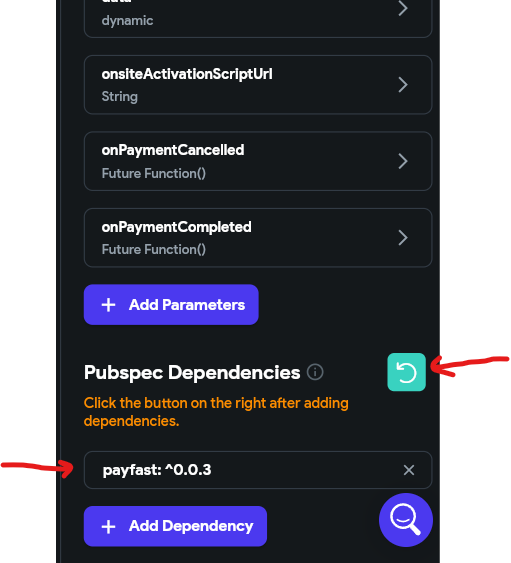 data
dynamic
onsiteActivationScriptUrl
String
onPaymentCancelled
Future Function()
onPaymentCompleted
Future Function()
+ Add Parameters
Pubspec Dependencies
Click the button on the right after adding
dependencies.
payfast: ^0.0.3
+ Add Dependency